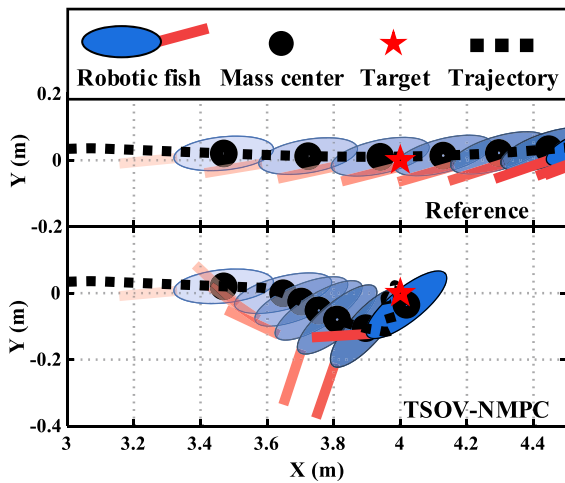 Robotic fish Mass center Target Trajectory
0.2
Y (m)
0
Reference
-0.2
Y (m)
0
-0.2
TSOV-NMPC
-0.4
3 3.2 3.4 3.6 3.8 4 4.2 4.4
X (m)